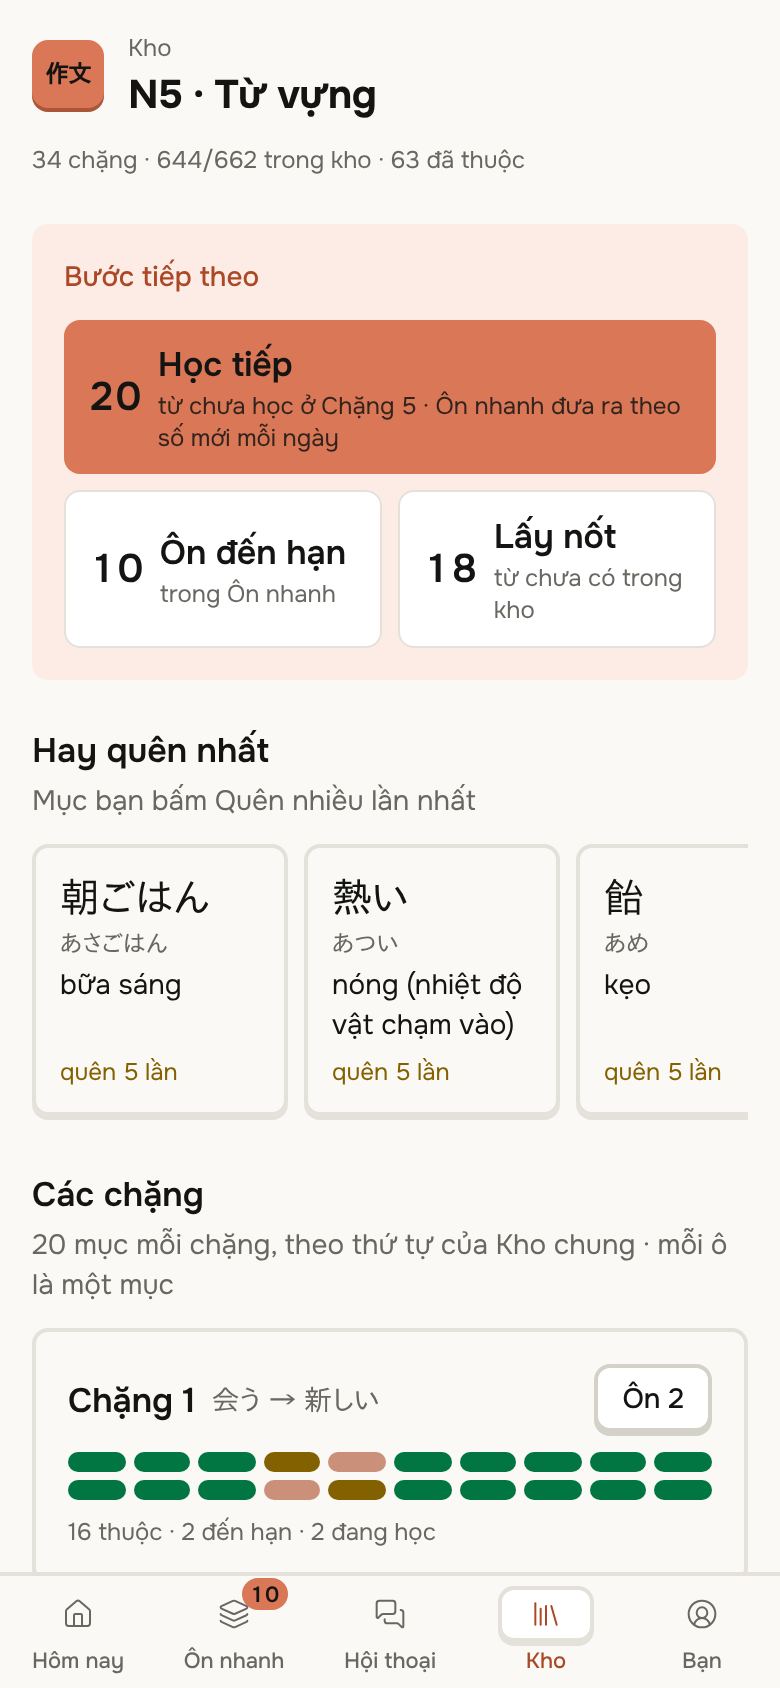 作文
Kho
N5 · Từ vựng
34 chặng · 644/662 trong kho · 63 đã thuộc
Bước tiếp theo
20
Học tiếp
từ chưa học ở Chặng 5 · Ôn nhanh đưa ra theo
số mới mỗi ngày
10
Ôn đến hạn
trong Ôn nhanh
18
Lấy nốt
từ chưa có trong
kho
Hay quên nhất
Mục bạn bấm Quên nhiều lần nhất
朝ごはん
あさごはん
bữa sáng
quên 5 lần
熱い
あつい
nóng (nhiệt độ
vật chạm vào)
quên 5 lần
飴
あめ
kẹo
quên 5 lần
Các chặng
20 mục mỗi chặng, theo thứ tự của Kho chung · mỗi ô
là một mục
Chặng 1 会う → 新しい
Ôn 2
16 thuộc · 2 đến hạn · 2 đang học
10
Hôm nay
Ôn nhanh
Hội thoại
Kho
Bạn